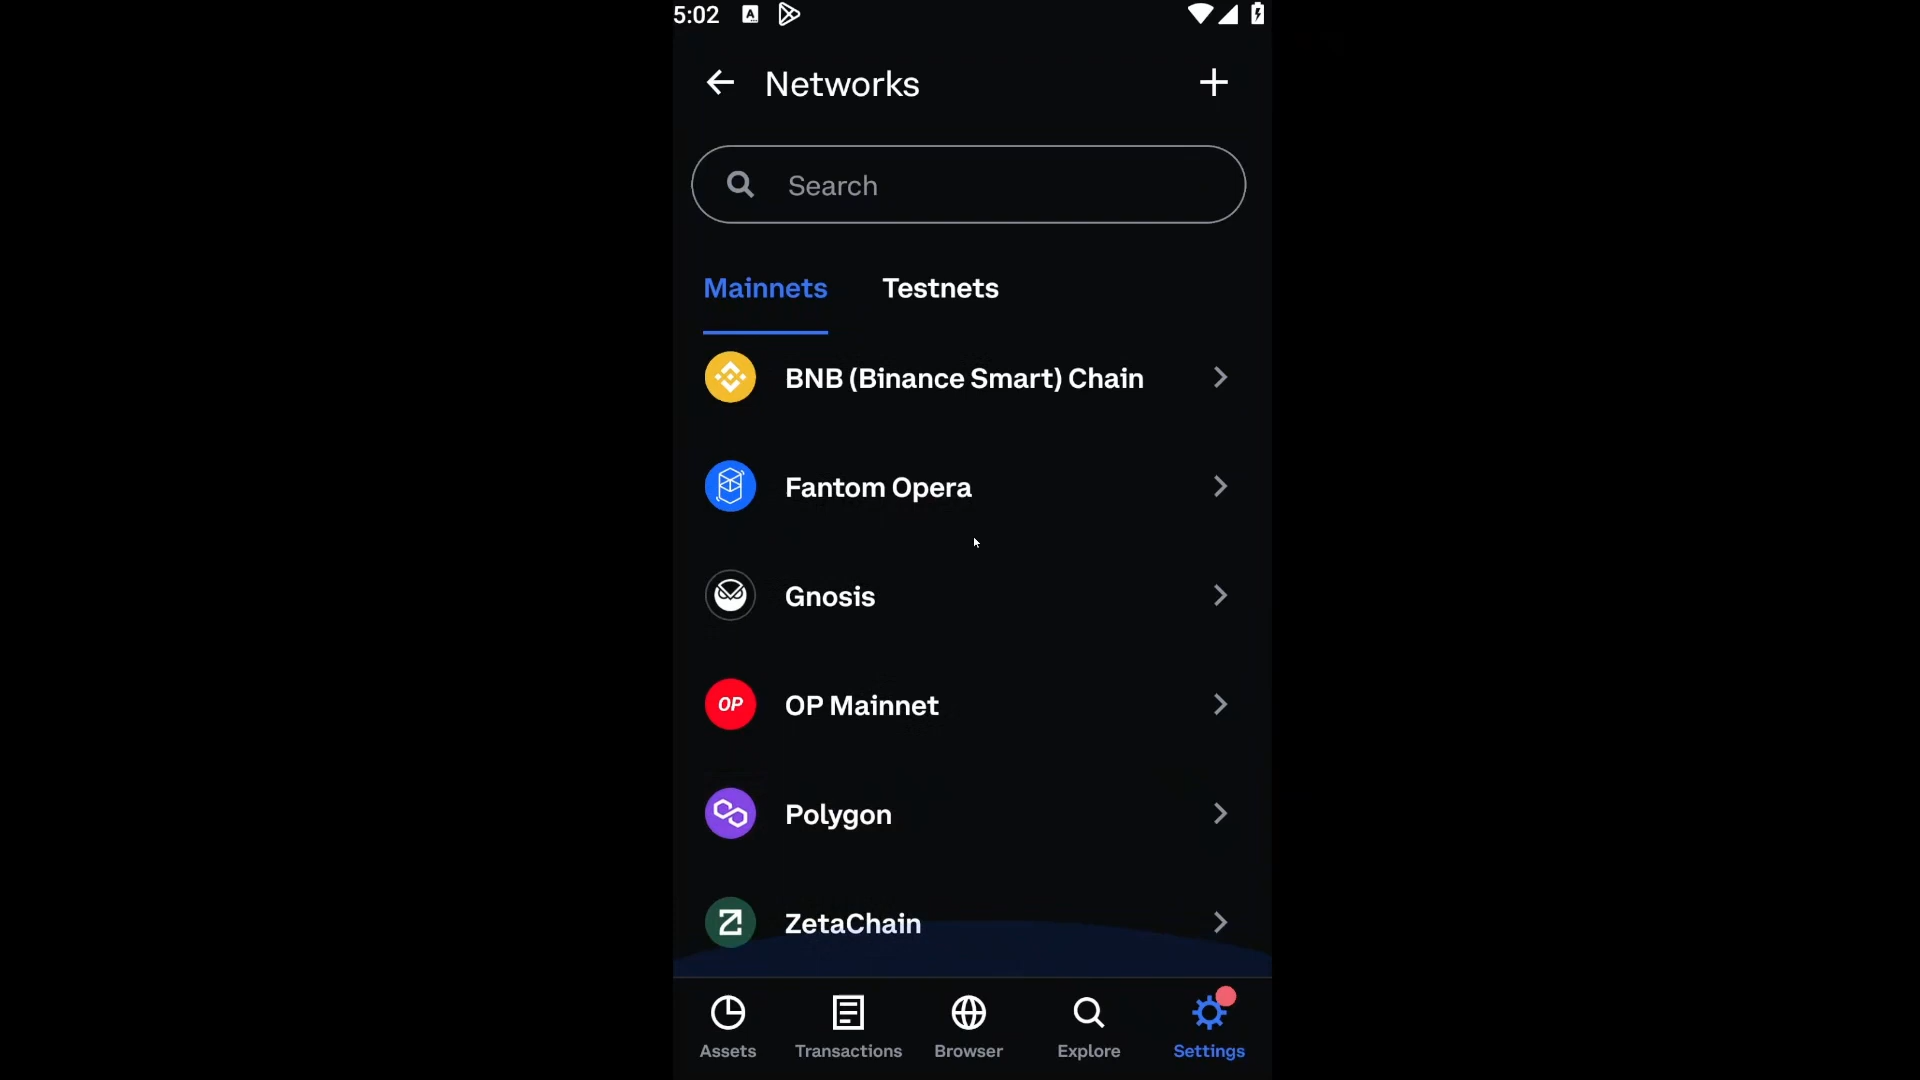 5:02
Networks
Search
Mainnets Testnets
BNB (Binance Smart) Chain
Fantom Opera
Gnosis
OP
OP Mainnet
Polygon
ZetaChain
Assets Transactions Browser Explore Settings